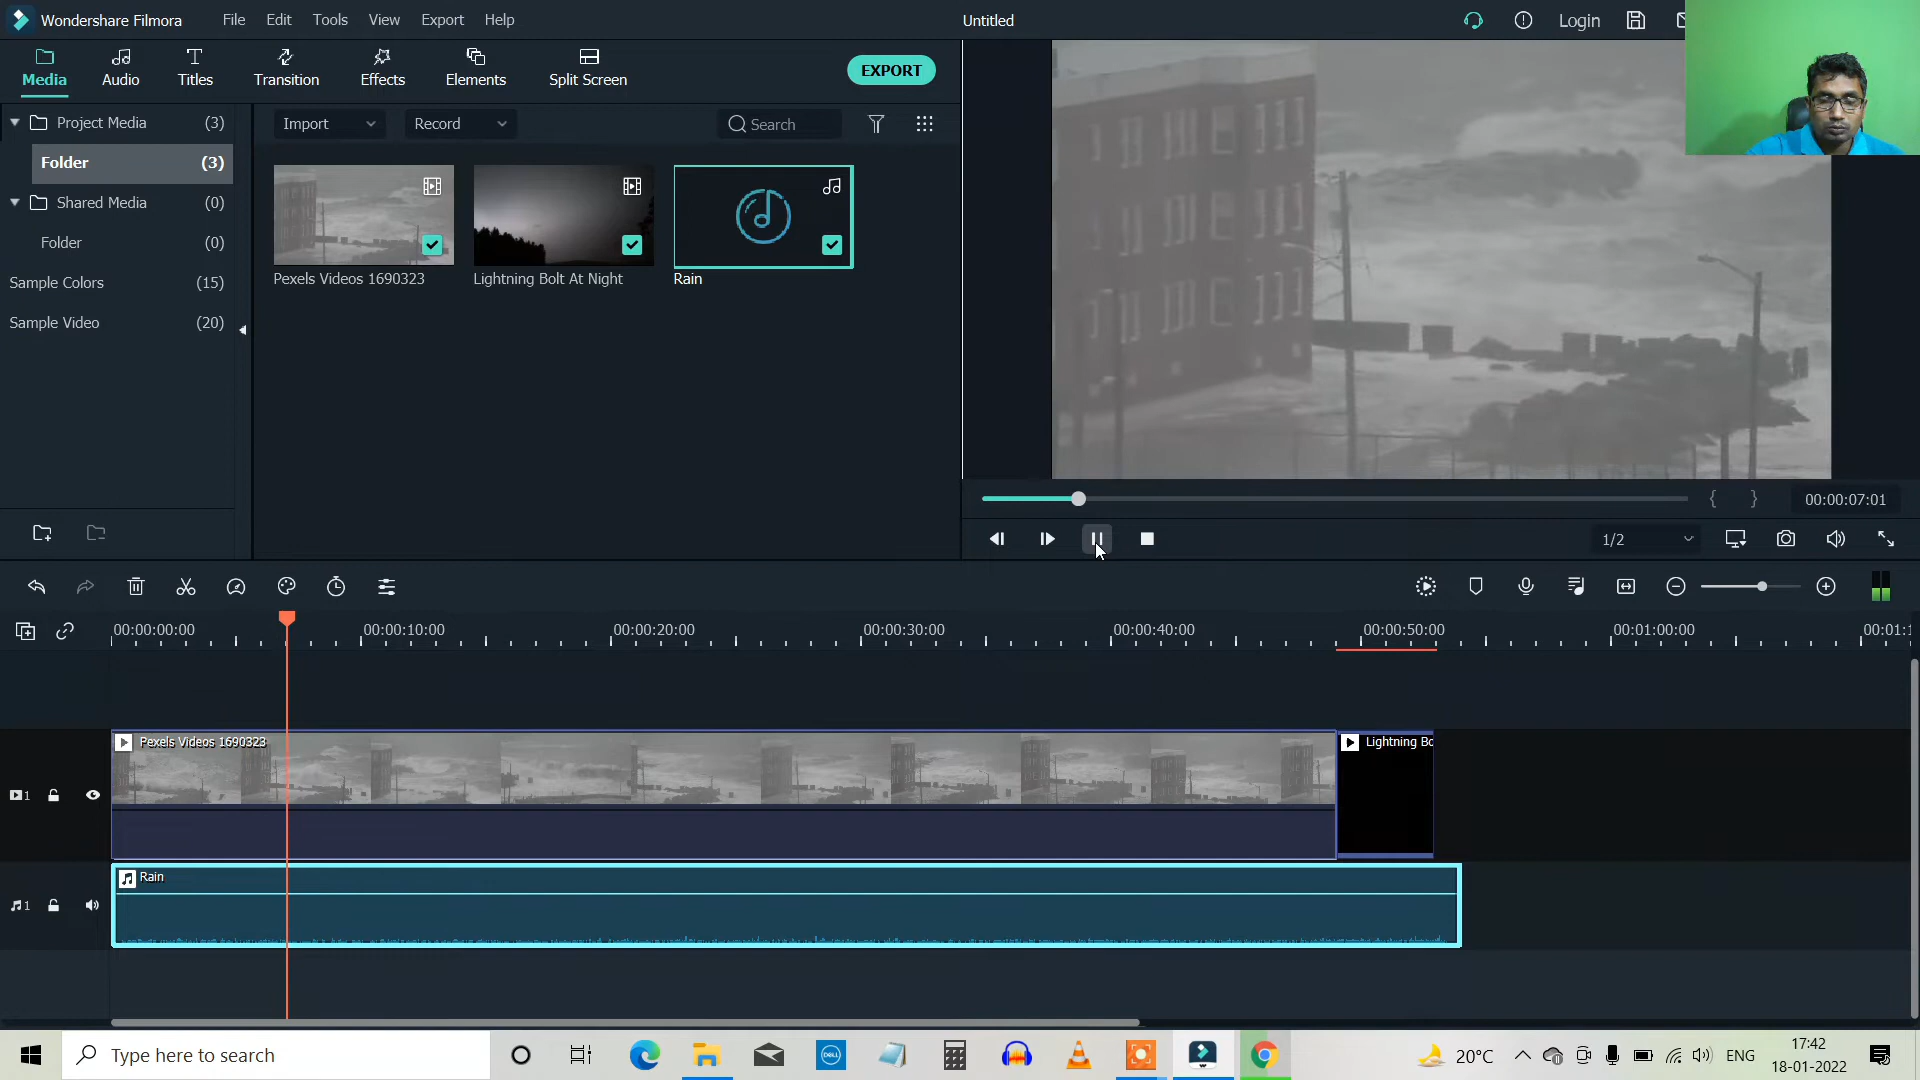 Wondershare Filmora
File Edit Tools View Export Help
Untitled
Login
Media Audio Titles Transition Effects Elements Split Screen
EXPORT
Project Media (3)
Import Record Search
Folder (3)
Shared Media (0)
Folder (0)
Sample Colors (15)
Sample Video (20)
Pexels Videos 1690323 Lightning Bolt At Night Rain
00:00:07:01
1/2
00:00:00:00 00:00:10:00 00:00:20:00 00:00:30:00 00:00:40:00 00:00:50:00 00:01:00:00 00:01:1
Pexels Videos 1690323 Lightning Bo
1
Rain
1
Type here to search
DELL
20°C
ENG
17:42
18-01-2022